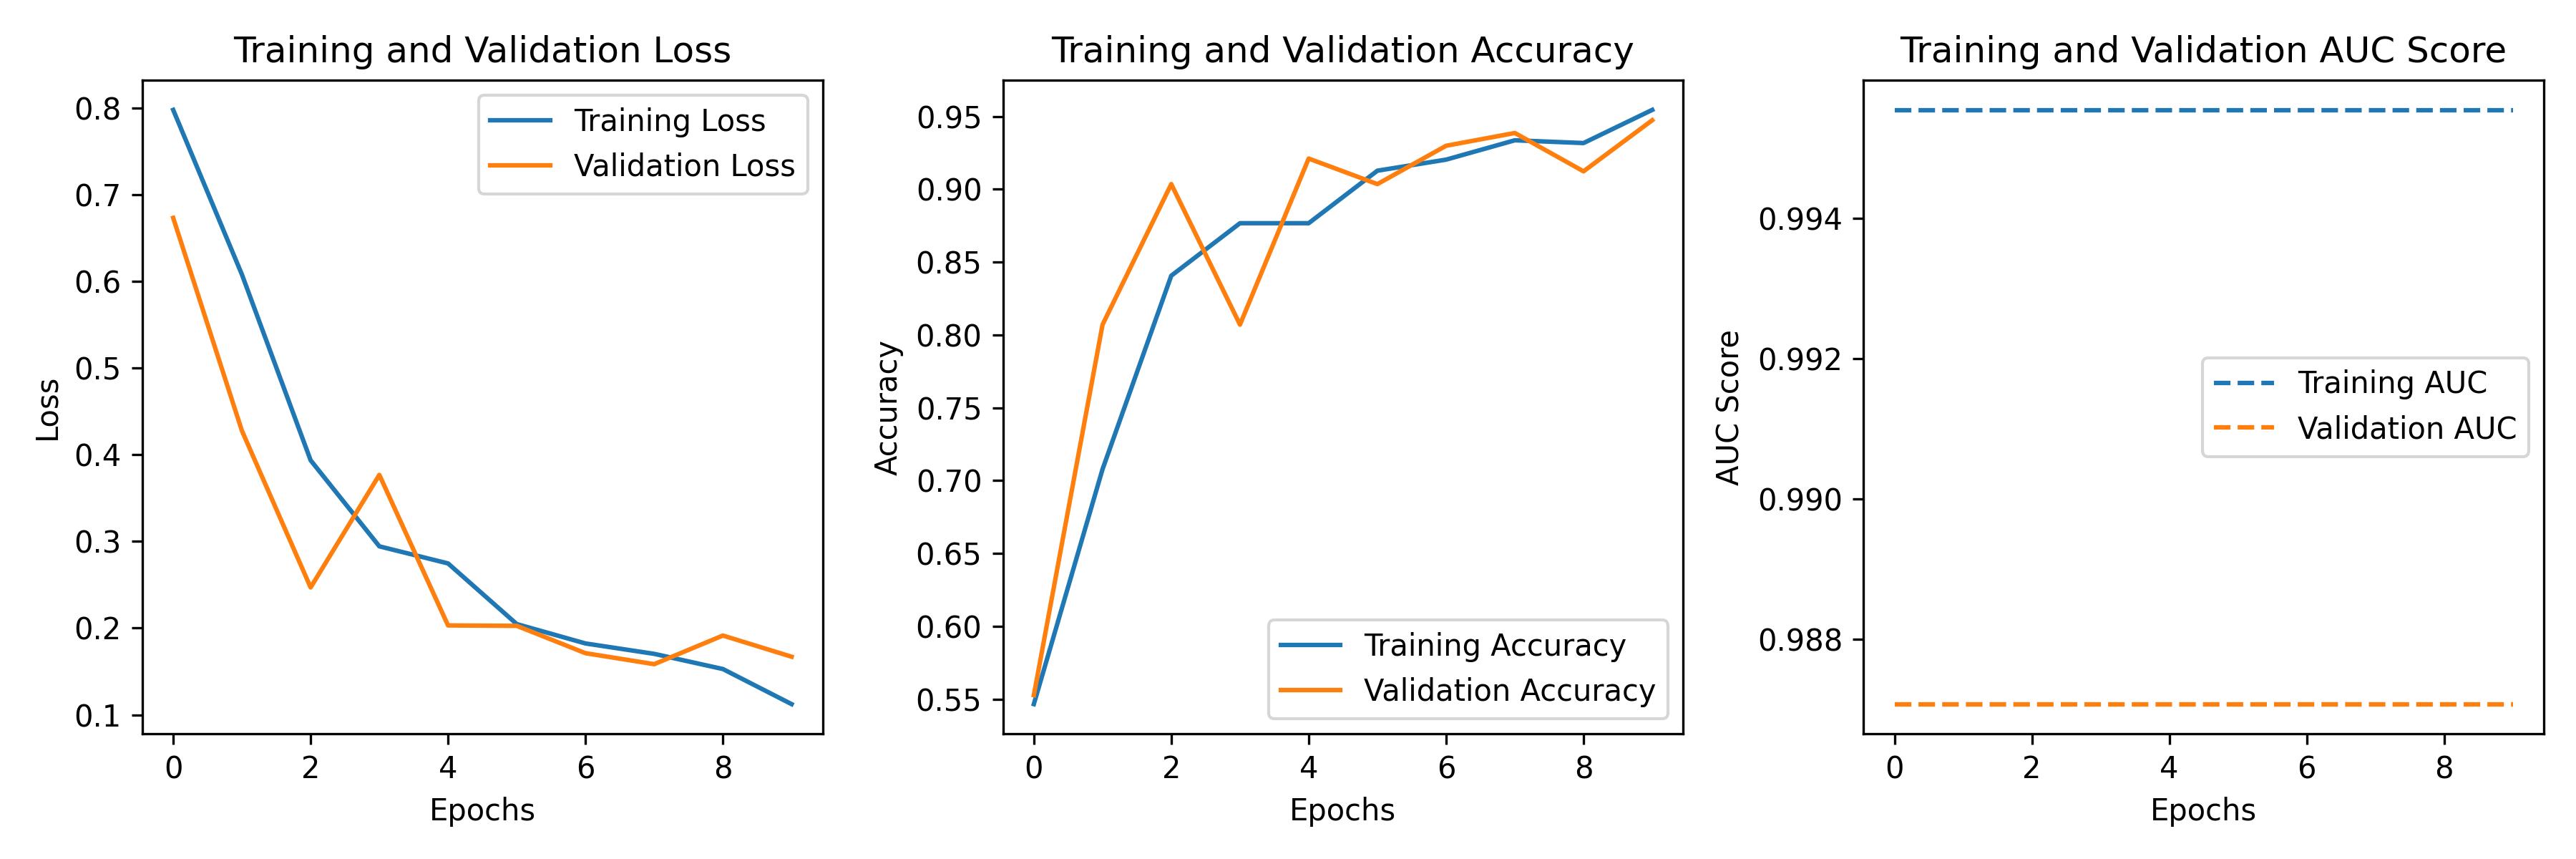 Training and Validation Loss
0.8
0.7
0.6
0.5
0.4
0.3
0.2
0.1
Loss
Training Loss
Validation Loss
0 2 4 6 8
Epochs
Training and Validation Accuracy
0.95
0.90
0.85
0.80
0.75
0.70
0.65
0.60
0.55
Accuracy
Training Accuracy
Validation Accuracy
0 2 4 6 8
Epochs
Training and Validation AUC Score
0.994
0.992
0.990
0.988
AUC Score
Training AUC
Validation AUC
0 2 4 6 8
Epochs